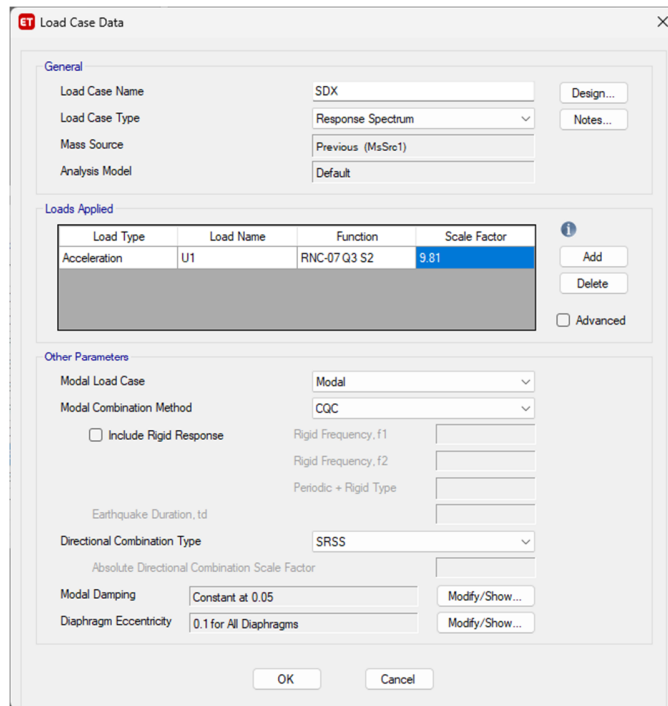 ET Load Case Data
General
Load Case Name SDX Design...
Load Case Type Response Spectrum Notes...
Mass Source Previous (MsSrc1)
Analysis Model Default
Loads Applied
Load Type Load Name Function Scale Factor
Acceleration U1 RNC-07 Q3 S2 9.81
Add
Delete
Advanced
Other Parameters
Modal Load Case Modal
Modal Combination Method CQC
Include Rigid Response Rigid Frequency, f1
Rigid Frequency, f2
Periodic + Rigid Type
Earthquake Duration, td
Directional Combination Type SRSS
Absolute Directional Combination Scale Factor
Modal Damping Constant at 0.05 Modify/Show...
Diaphragm Eccentricity 0.1 for All Diaphragms Modify/Show...
OK Cancel